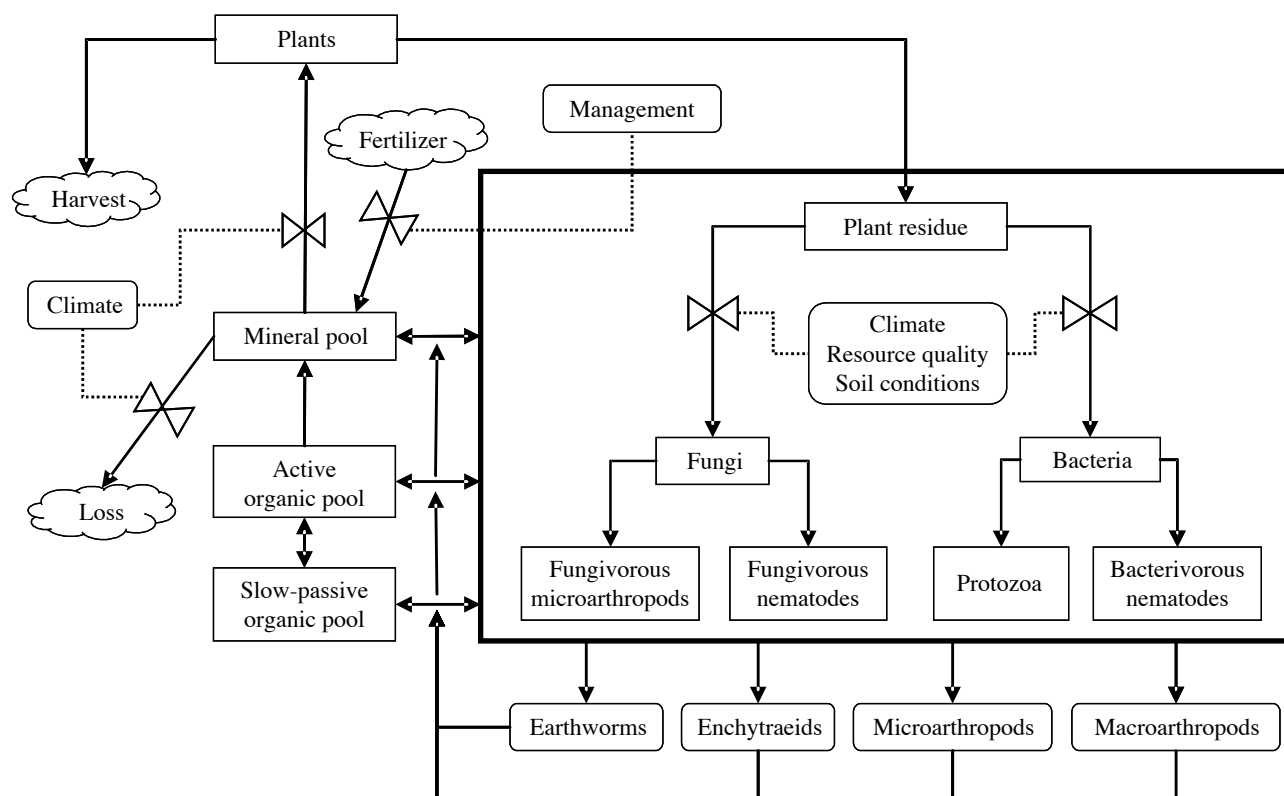 Plants
Management
Fertilizer
Harvest
Plant residue
Climate
Mineral pool
Climate
Resource quality
Soil conditions
Fungi
Bacteria
Active
organic pool
Loss
Slow-passive
organic pool
Fungivorous
microarthropods
Fungivorous
nematodes
Protozoa
Bacterivorous
nematodes
Earthworms
Enchytraeids
Microarthropods
Macroarthropods